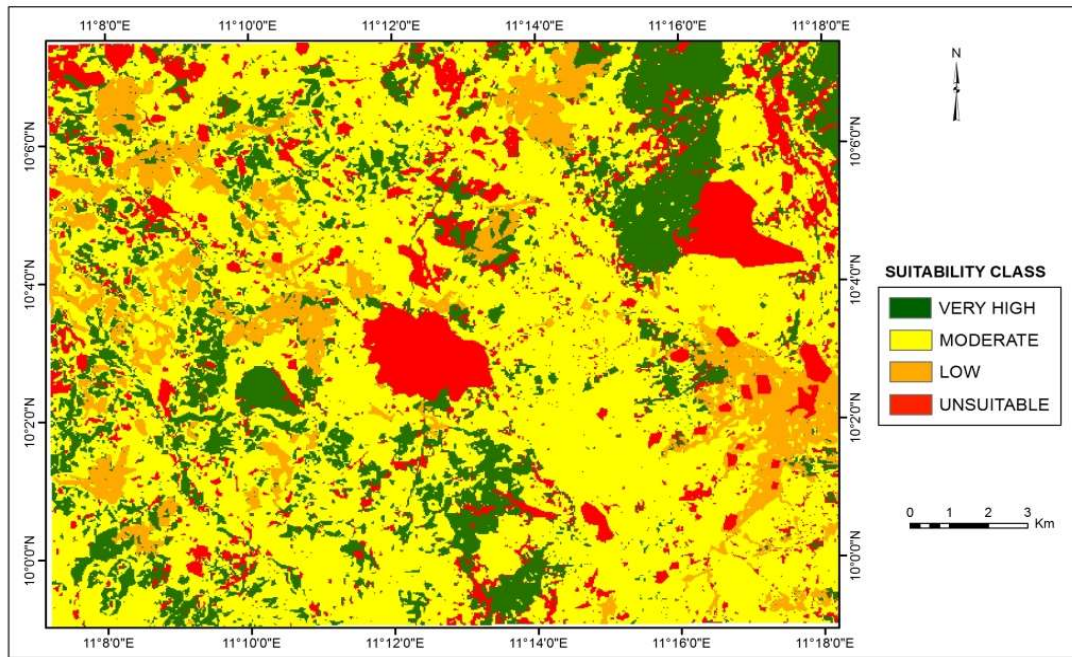 11°8'0"E 11°10'0"E 11°12'0"E 11°14'0"E 11°16'0"E 11°18'0"E
N
10°6'0"N 10°6'0"N
10°4'0"N 10°4'0"N
SUITABILITY CLASS
VERY HIGH
MODERATE
LOW
UNSUITABLE
10°2'0"N 10°2'0"N
0 1 2 3 Km
10°0'0"N 10°0'0"N
11°8'0"E 11°10'0"E 11°12'0"E 11°14'0"E 11°16'0"E 11°18'0"E